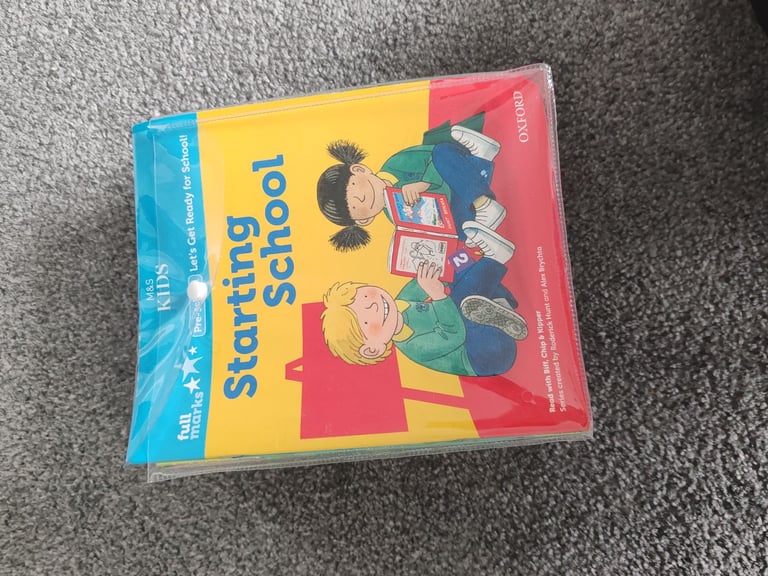 M&S
KIDS
full
marks
Let's Get Ready for School!
Starting
School
2
Read with Biff, Chip & Kipper
Series created by Roderick Hunt and Alex Brychta
OXFORD